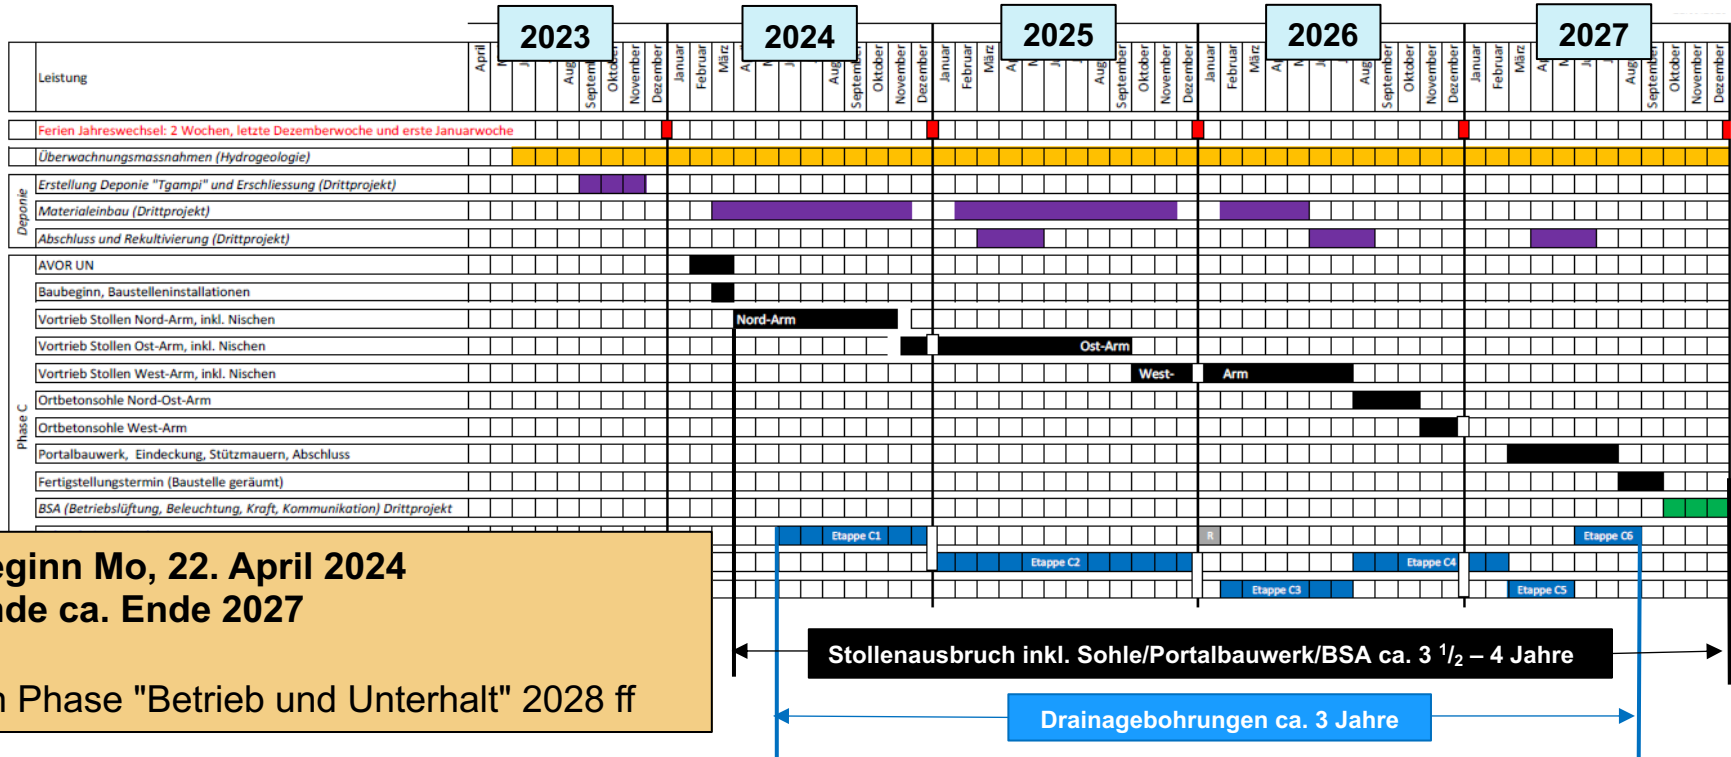 2023 2024 2025 2026 2027
Leistung
April Aug Septem Okto November Dezember Januar Februar März Aug September Oktober November Dezember Januar Februar März Aug September Oktober November Dezember Januar Februar März Aug September Oktober November Dezember Januar Februar März September November Dezember
Ferien Jahreswechsel: 2 Wochen, letzte Dezemberwoche und erste Januarwoche
Überwachnungsmassnahmen (Hydrogeologie)
Deponie
Erstellung Deponie "Tgampi" und Erschliessung (Drittprojekt)
Materialeinbau (Drittprojekt)
Abschluss und Rekultivierung (Drittprojekt)
Phase C
AVOR UN
Baubeginn, Baustelleninstallationen
Vortrieb Stollen Nord-Arm, inkl. Nischen
Nord-Arm
Vortrieb Stollen Ost-Arm, inkl. Nischen
Ost-Arm
Vortrieb Stollen West-Arm, inkl. Nischen
West- Arm
Ortbetonsohle Nord-Ost-Arm
Ortbetonsohle West-Arm
Portalbauwerk, Eindeckung, Stützmauern, Abschluss
Fertigstellungstermin (Baustelle geräumt)
BSA (Betriebslüftung, Beleuchtung, Kraft, Kommunikation) Drittprojekt
Etappe C1 R Etappe C6
Etappe C2 Etappe C4
Etappe C3 Etappe C5
eginn Mo, 22. April 2024
nde ca. Ende 2027
n Phase "Betrieb und Unterhalt" 2028 ff
Stollenausbruch inkl. Sohle/Portalbauwerk/BSA ca. 3 1/2 – 4 Jahre
Drainagebohrungen ca. 3 Jahre